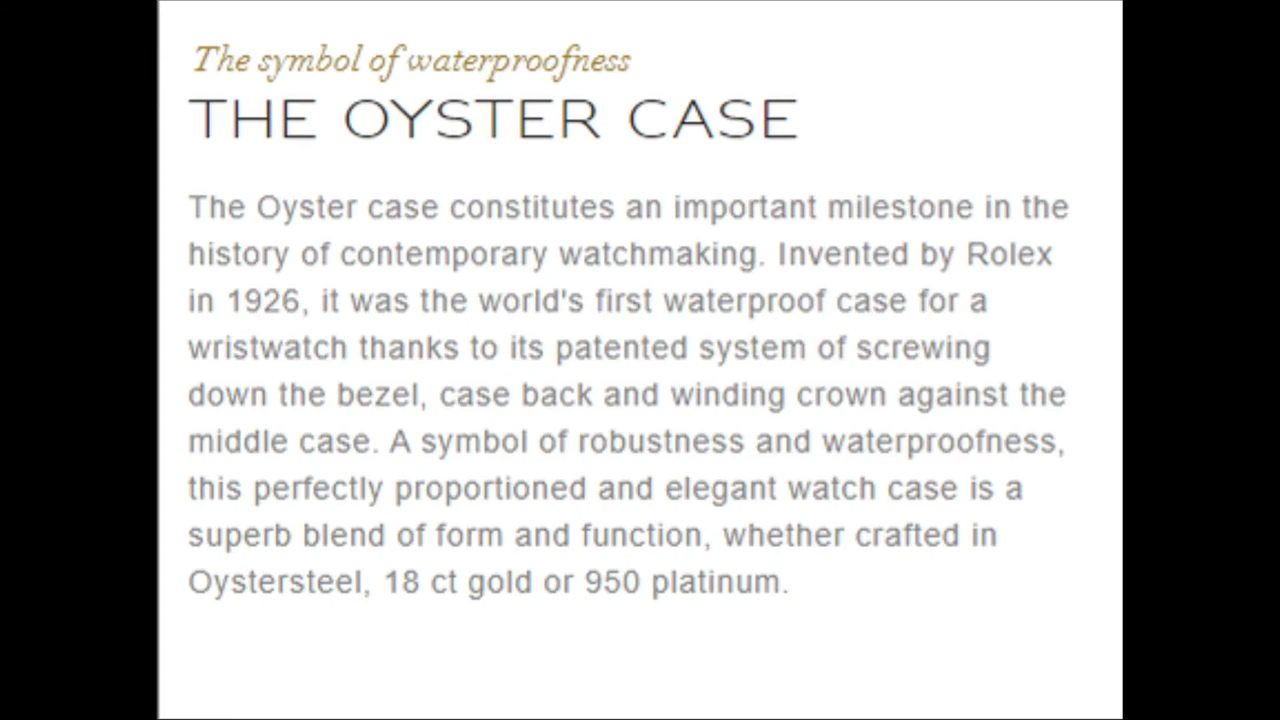 The symbol of waterproofness
THE OYSTER CASE
The Oyster case constitutes an important milestone in the
history of contemporary watchmaking. Invented by Rolex
in 1926, it was the world's first waterproof case for a
wristwatch thanks to its patented system of screwing
down the bezel, case back and winding crown against the
middle case. A symbol of robustness and waterproofness,
this perfectly proportioned and elegant watch case is a
superb blend of form and function, whether crafted in
Oystersteel, 18 ct gold or 950 platinum.